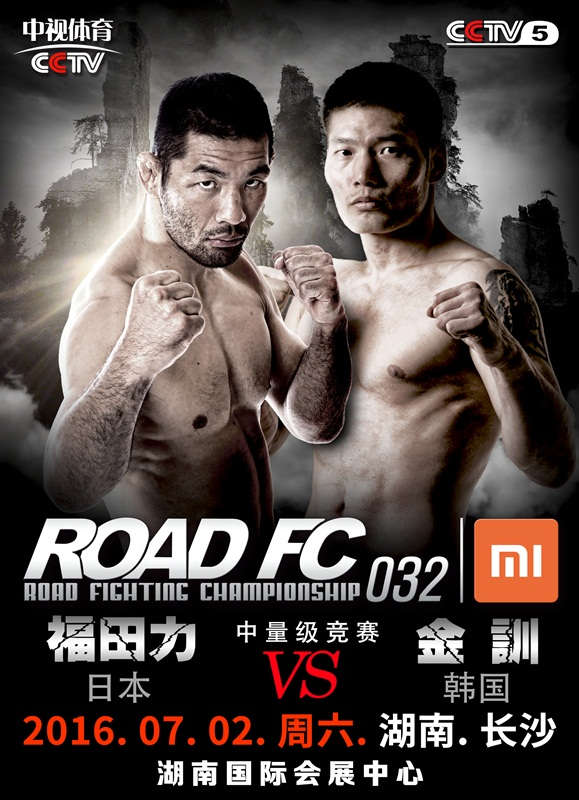 中视体育
CCTV
CCTV 5
ROAD FC
ROAD FIGHTING CHAMPIONSHIP 032
mi
福田力
中量级竞赛
金訓
日本
VS
韩国
2016.07.02.周六.湖南.长沙
湖南国际会展中心